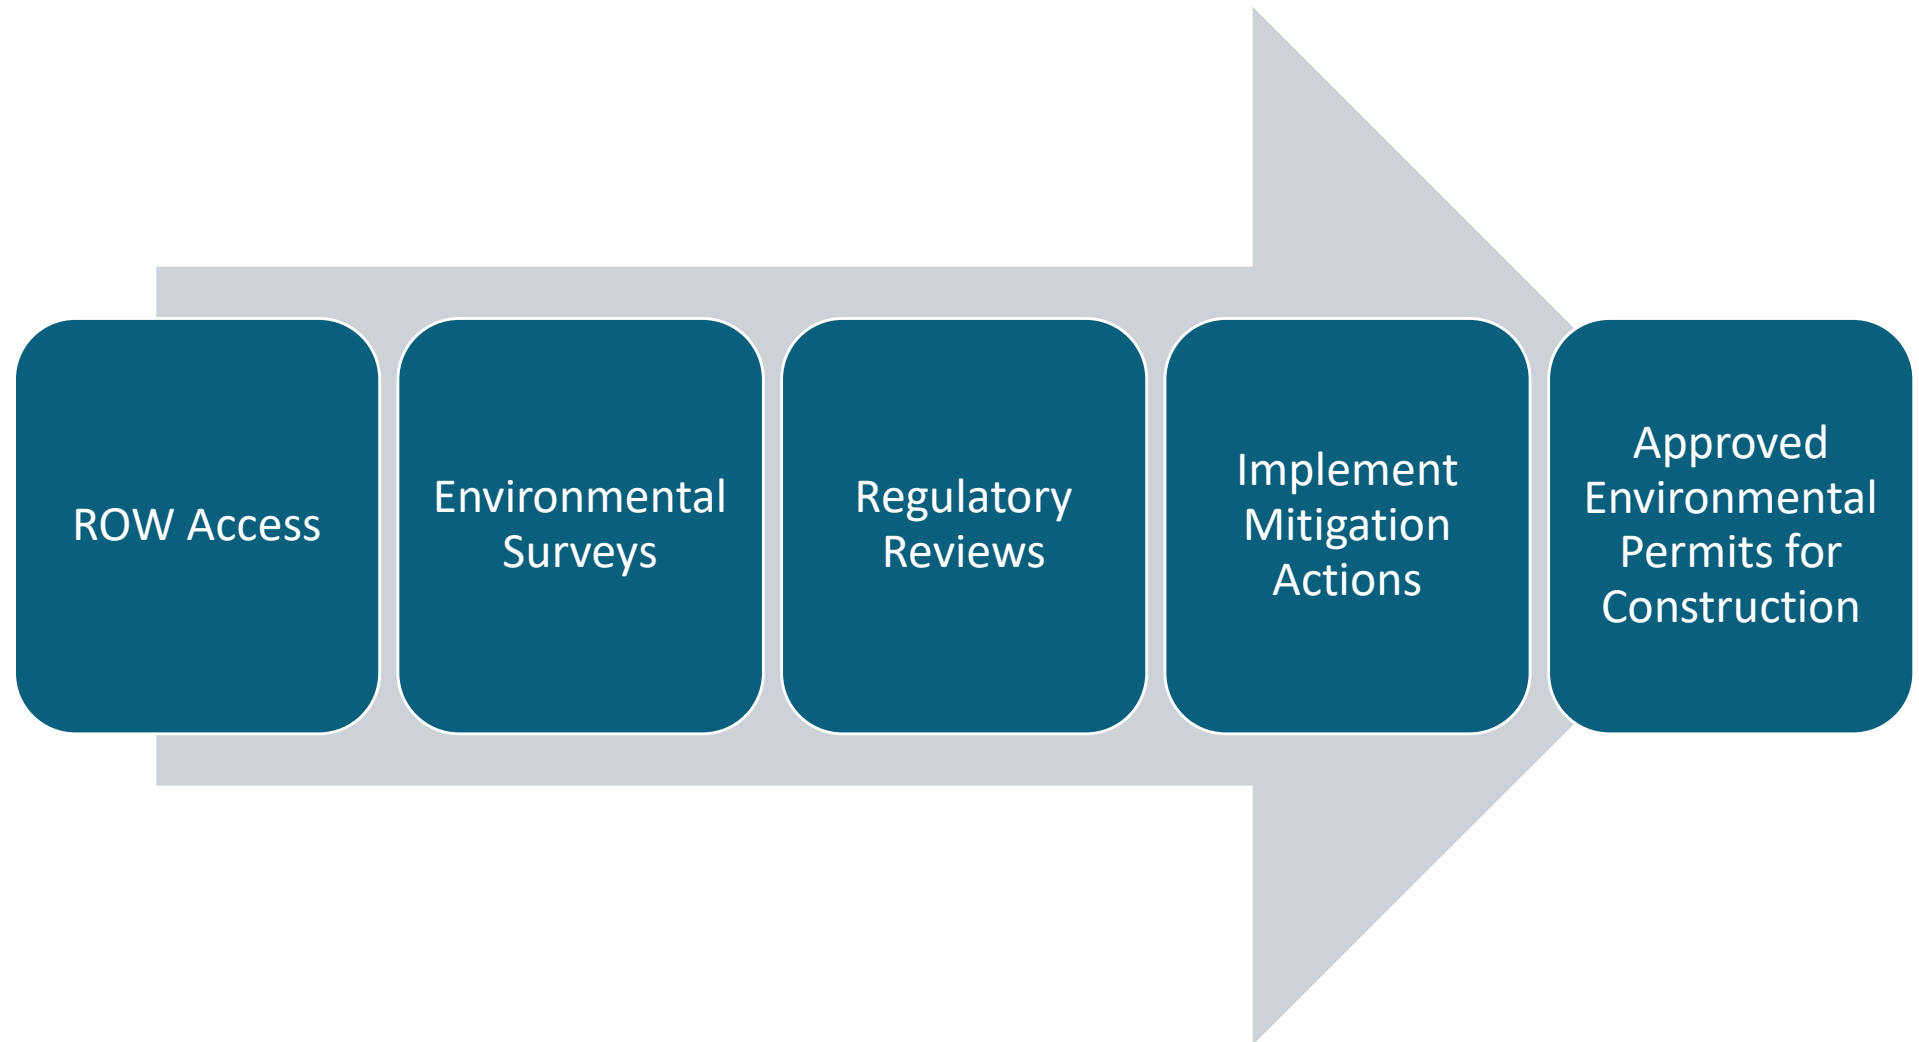 ROW Access
Environmental
Surveys
Regulatory
Reviews
Implement
Mitigation
Actions
Approved
Environmental
Permits for
Construction